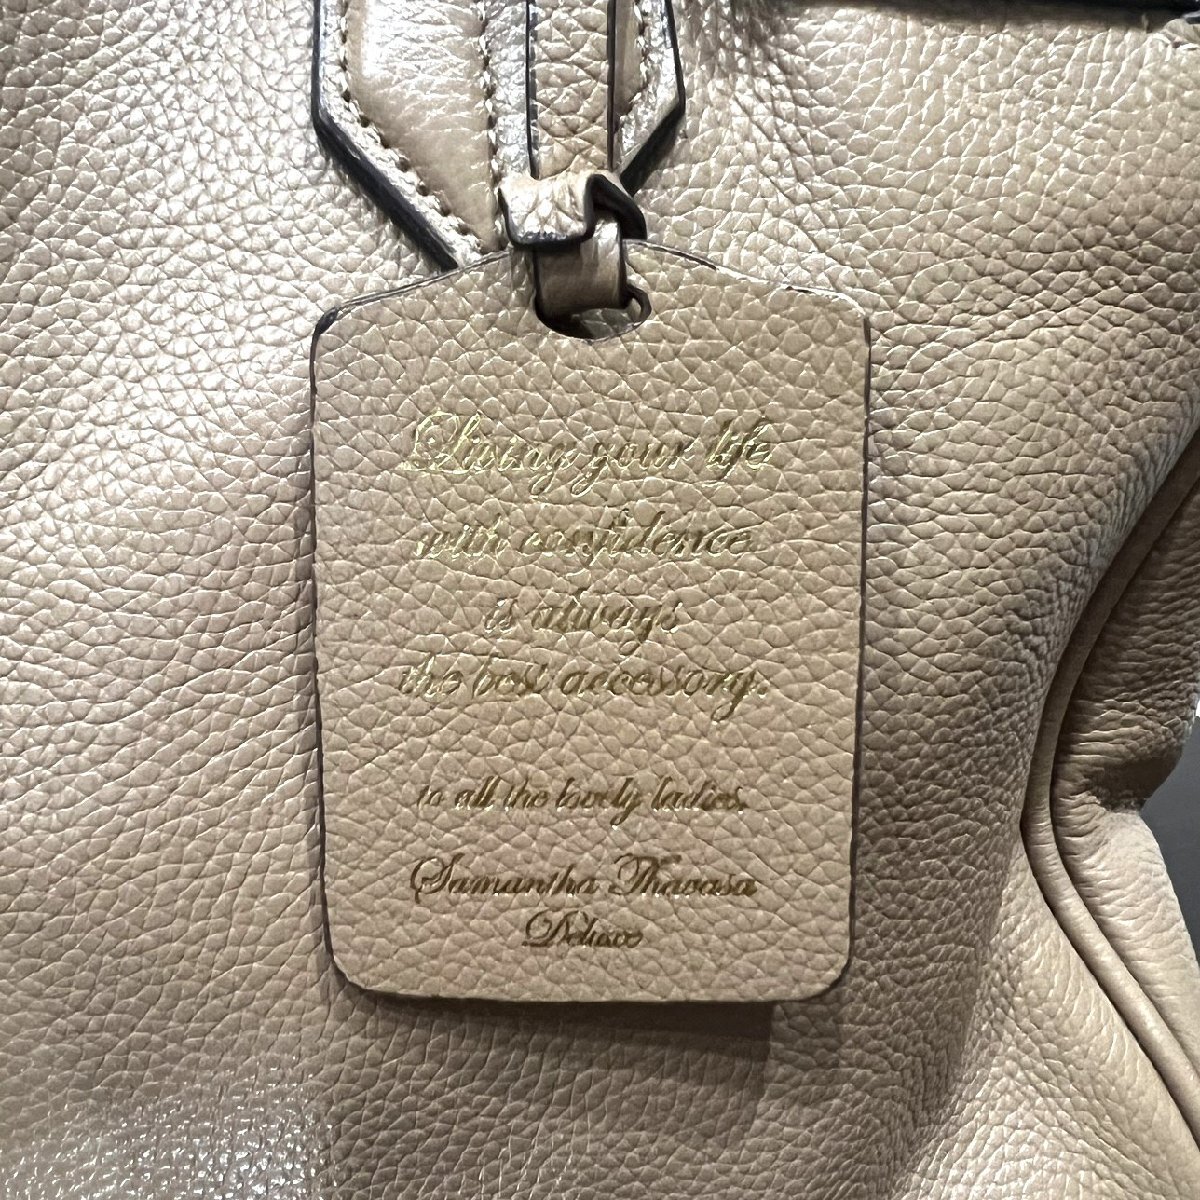 Living your life
with confidence
is always
the best accessory.
to all the lovely ladies.
Samantha Thavasa
Deluxe